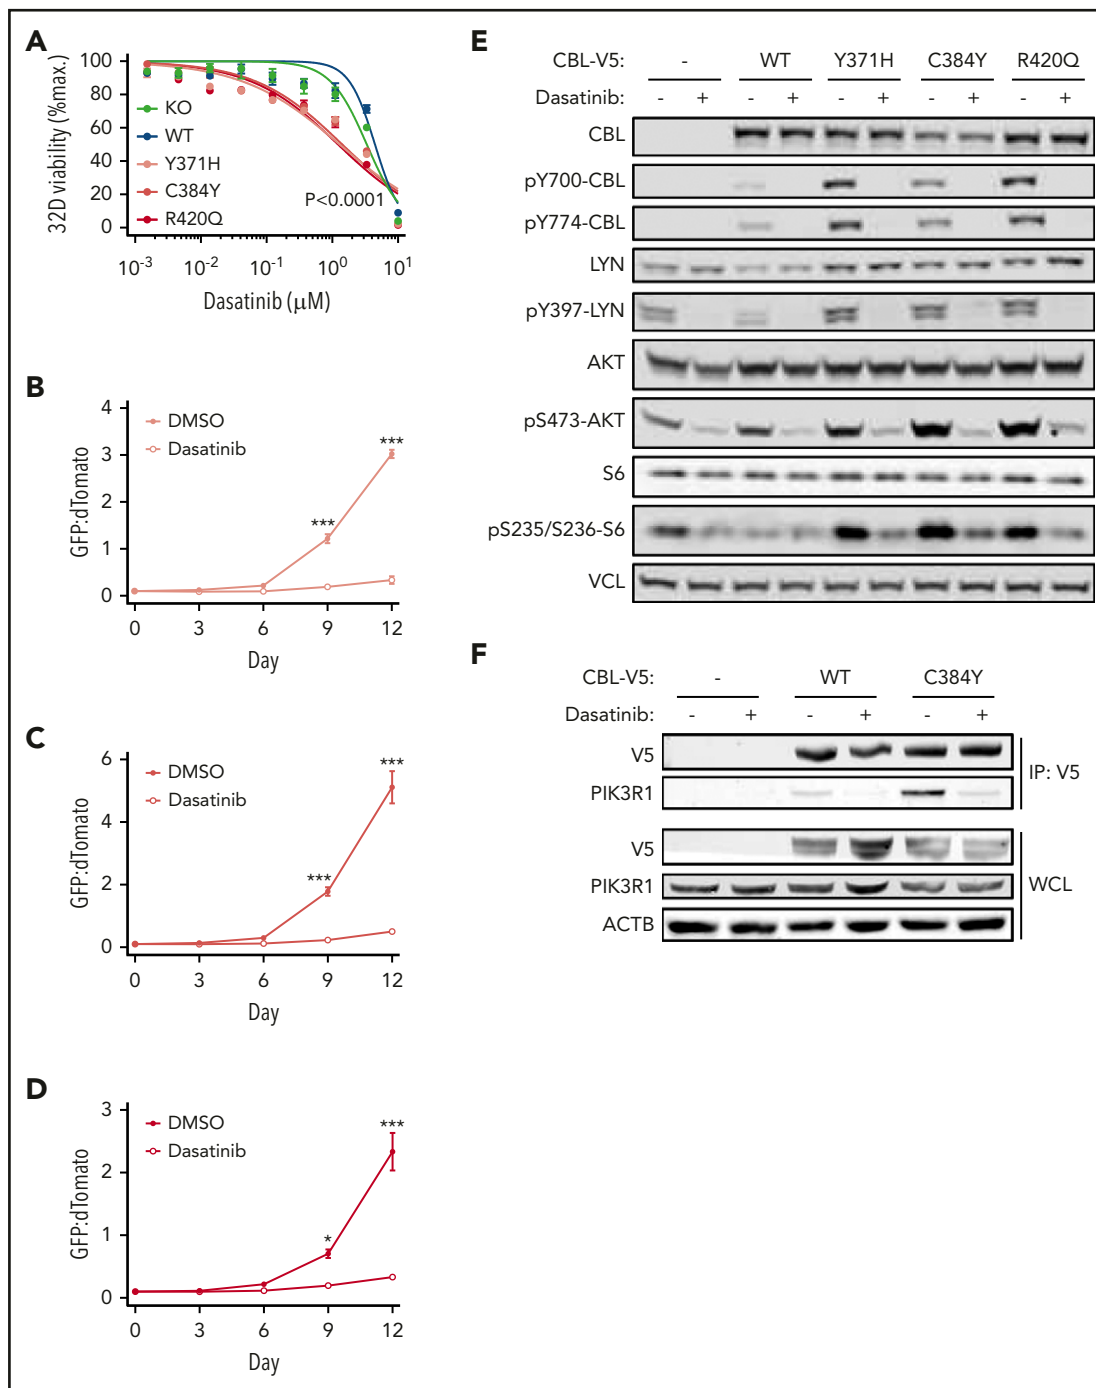 A
32D viability (%max.)
100
80
60
40
20
0
KO
WT
Y371H
C384Y
R420Q
P<0.0001
10⁻³ 10⁻² 10⁻¹ 10⁰ 10¹
Dasatinib (μM)
B
GFP:dTomato
4
3
2
1
0
DMSO
Dasatinib
***
***
0 3 6 9 12
Day
C
GFP:dTomato
6
4
2
0
DMSO
Dasatinib
***
***
0 3 6 9 12
Day
D
GFP:dTomato
3
2
1
0
DMSO
Dasatinib
***
*
0 3 6 9 12
Day
E
CBL-V5: - WT Y371H C384Y R420Q
Dasatinib: - + - + - + - + - +
CBL
pY700-CBL
pY774-CBL
LYN
pY397-LYN
AKT
pS473-AKT
S6
pS235/S236-S6
VCL
F
CBL-V5: - WT C384Y
Dasatinib: - + - + - +
V5
PIK3R1
IP: V5
V5
PIK3R1
ACTB
WCL